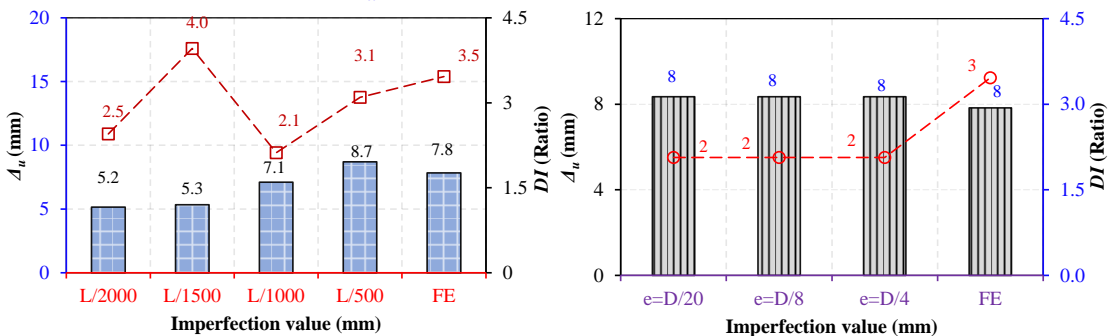 20
15
10
5
0
Δu (mm)
4.5
3
1.5
0
DI (Ratio)
2.5
4.0
2.1
3.1
3.5
5.2
5.3
7.1
8.7
7.8
L/2000 L/1500 L/1000 L/500 FE
Imperfection value (mm)
12
8
4
0
Δu (mm)
4.5
3.0
1.5
0.0
DI (Ratio)
8 8 8 8
2 2 2 3
e=D/20 e=D/8 e=D/4 FE
Imperfection value (mm)